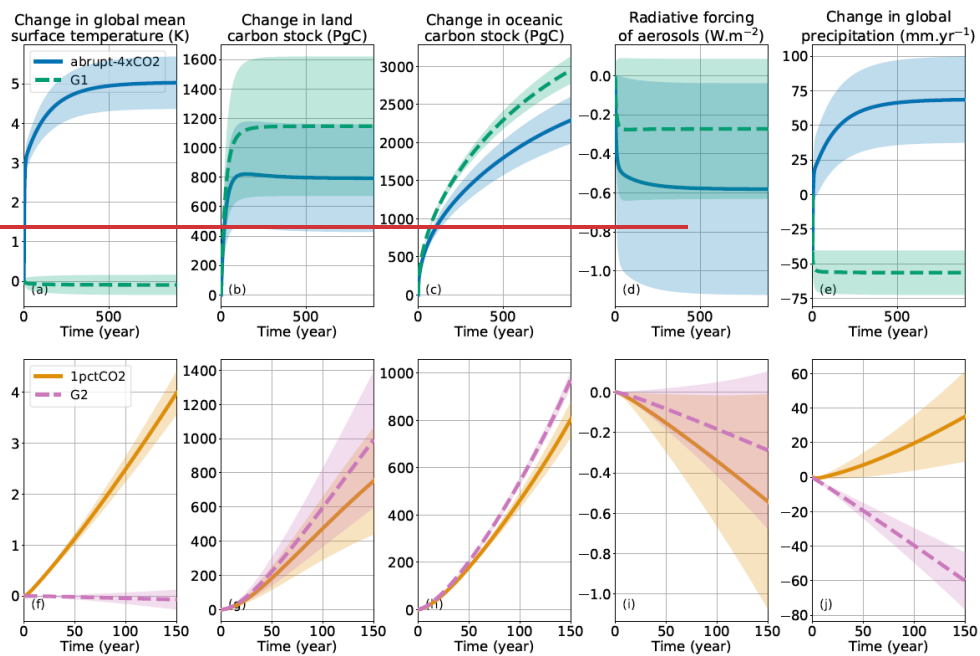 Change in global mean
surface temperature (K)
Change in land
carbon stock (PgC)
Change in oceanic
carbon stock (PgC)
Radiative forcing
of aerosols (W.m⁻²)
Change in global
precipitation (mm.yr⁻¹)
abrupt-4xCO2
G1
5
4
3
2
1
0
(a)
0 500
Time (year)
1600
1400
1200
1000
800
600
400
200
0
(b)
0 500
Time (year)
3000
2500
2000
1500
1000
500
0
(c)
0 500
Time (year)
0.0
−0.2
−0.4
−0.6
−0.8
−1.0
(d)
0 500
Time (year)
100
75
50
25
0
−25
−50
−75
(e)
0 500
Time (year)
1pctCO2
G2
4
3
2
1
0
(f)
0 50 100 150
Time (year)
1400
1200
1000
800
600
400
200
0
(g)
0 50 100 150
Time (year)
1000
800
600
400
200
0
(h)
0 50 100 150
Time (year)
0.0
−0.2
−0.4
−0.6
−0.8
−1.0
(i)
0 50 100 150
Time (year)
60
40
20
0
−20
−40
−60
−80
(j)
0 50 100 150
Time (year)